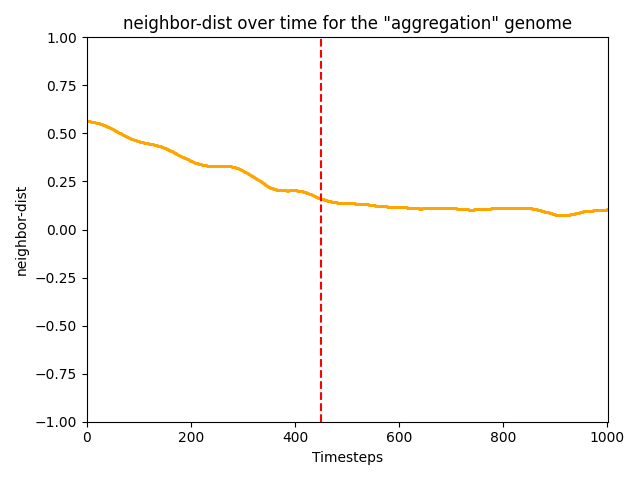 neighbor-dist over time for the "aggregation" genome
1.00
0.75
0.50
0.25
0.00
−0.25
−0.50
−0.75
−1.00
neighbor-dist
0 200 400 600 800 1000
Timesteps